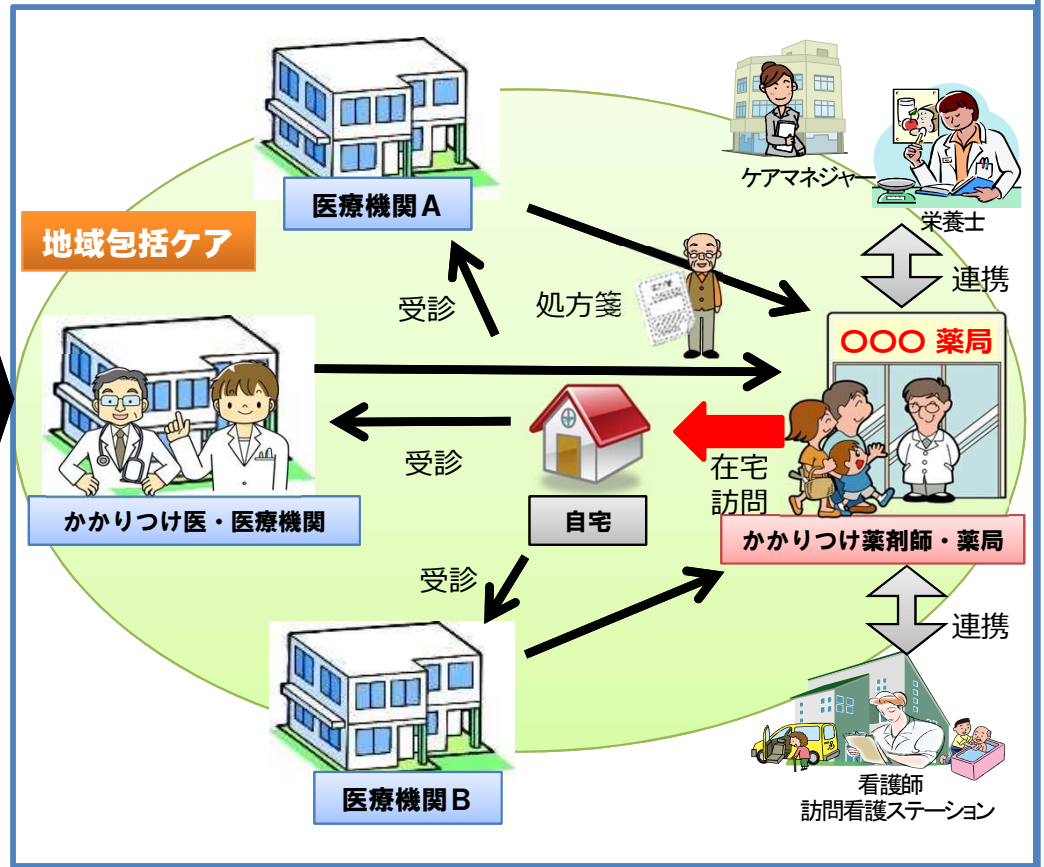 医療機関A
ケアマネジャー
栄養士
地域包括ケア
連携
受診
処方箋
〇〇〇 薬局
受診
在宅
訪問
かかりつけ医・医療機関
自宅
かかりつけ薬剤師・薬局
受診
連携
医療機関B
看護師
訪問看護ステーション